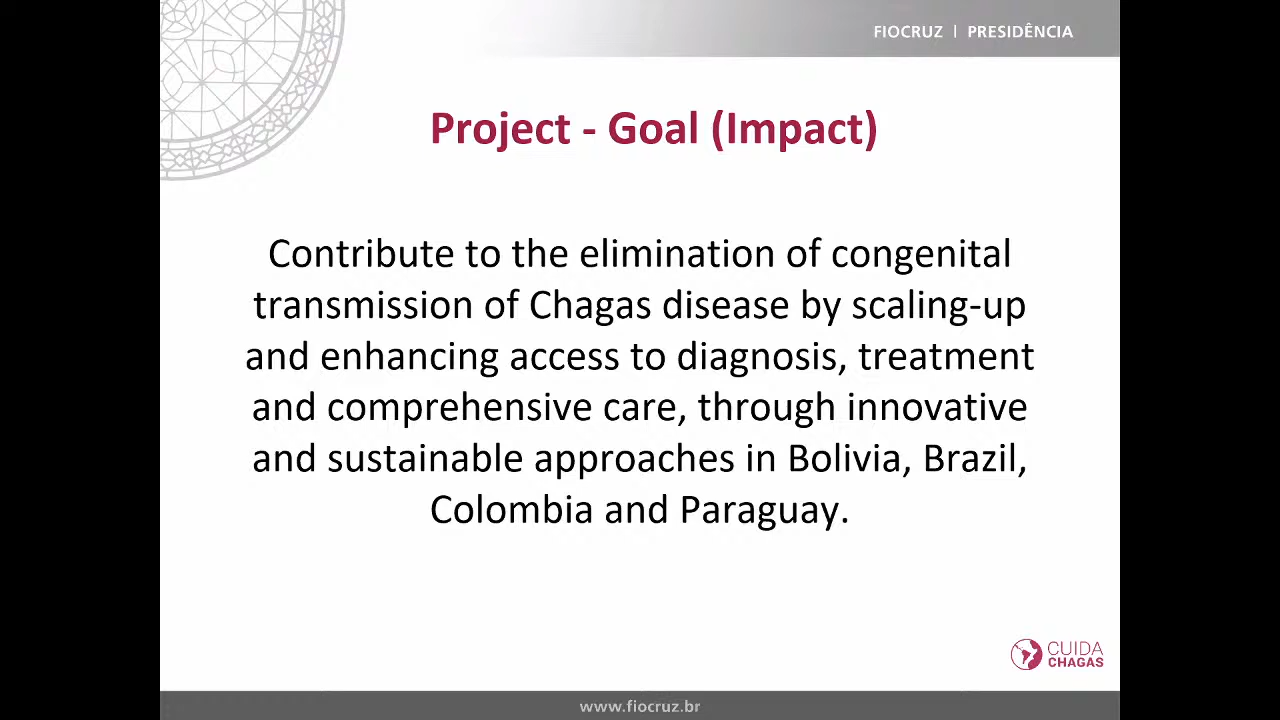 FIOCRUZ | PRESIDÊNCIA
Project - Goal (Impact)
Contribute to the elimination of congenital
transmission of Chagas disease by scaling-up
and enhancing access to diagnosis, treatment
and comprehensive care, through innovative
and sustainable approaches in Bolivia, Brazil,
Colombia and Paraguay.
CUIDA
CHAGAS
www.fiocruz.br